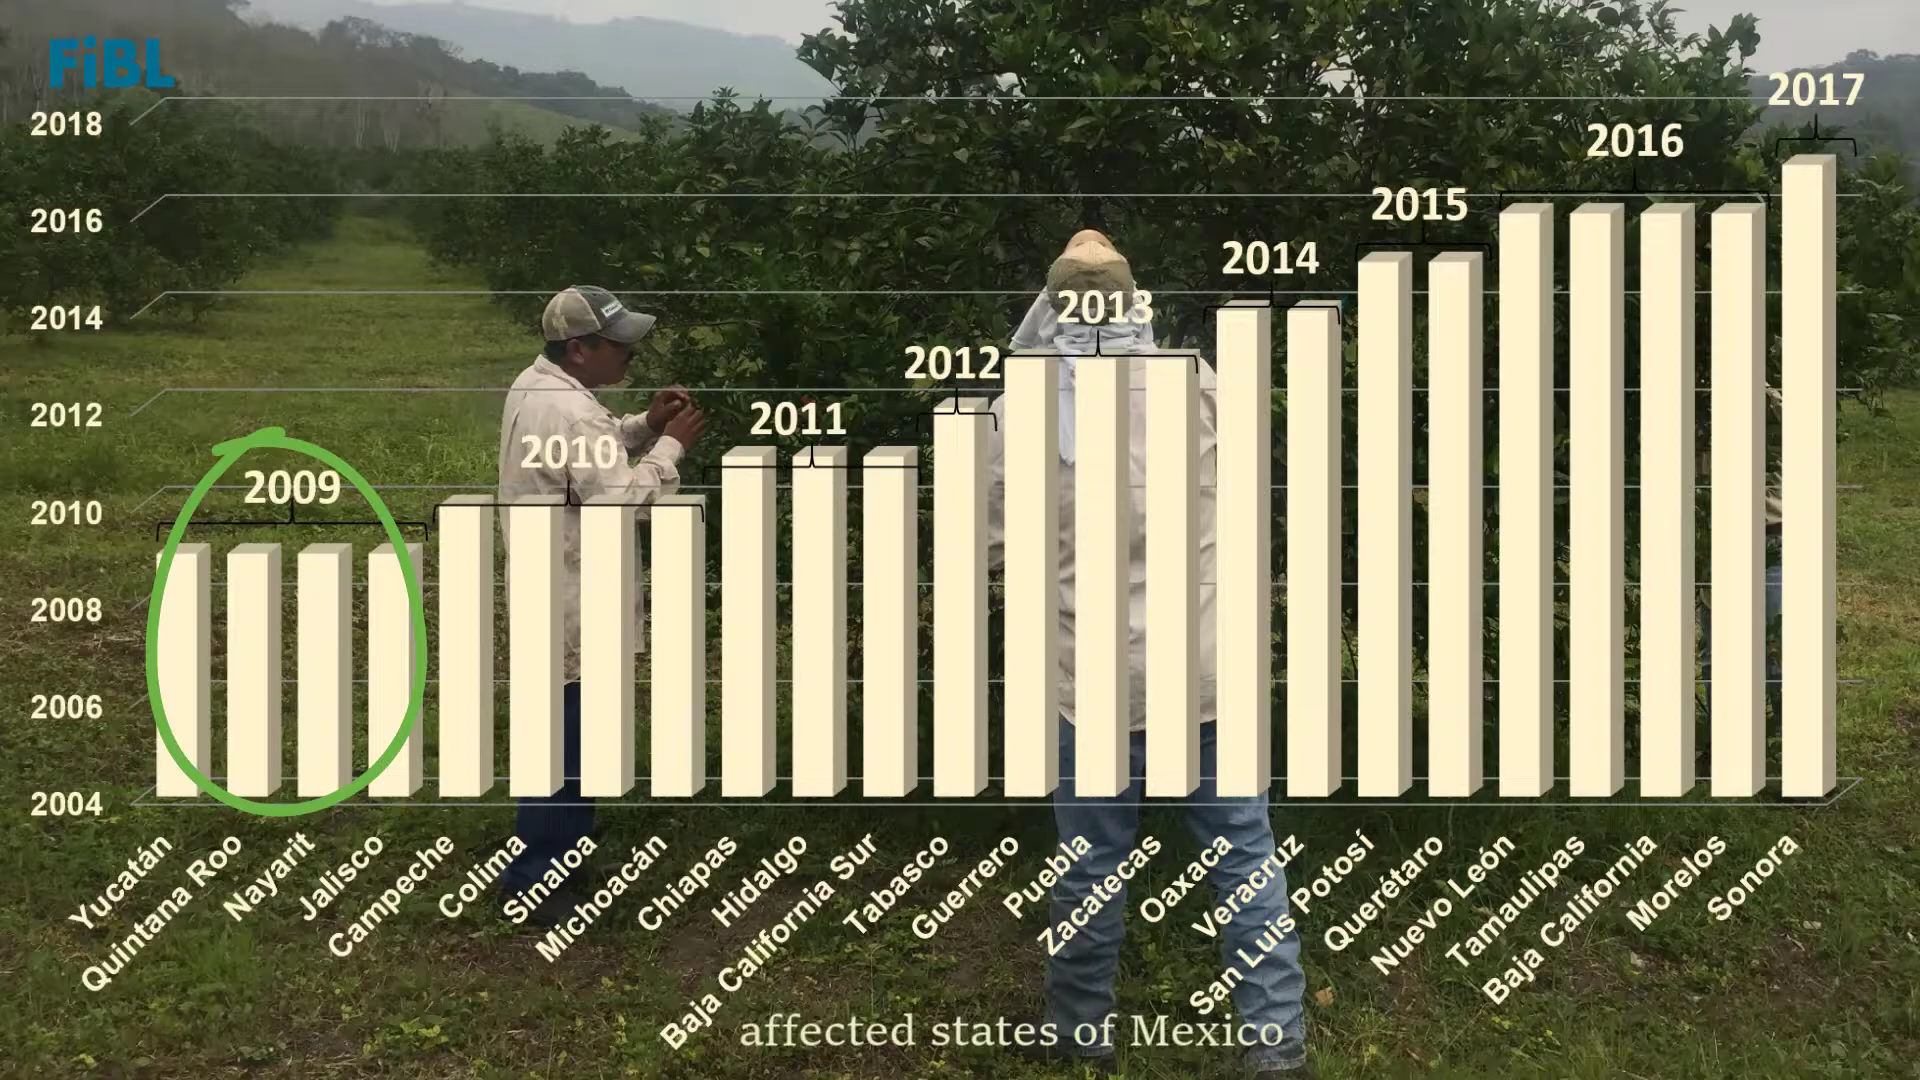 FiBL
2018
2016
2014
2012
2010
2008
2006
2004
2009
2010
2011
2012
2013
2014
2015
2016
2017
Yucatán
Quintana Roo
Nayarit
Jalisco
Campeche
Colima
Sinaloa
Michoacán
Chiapas
Hidalgo
Baja California Sur
Tabasco
Guerrero
Puebla
Zacatecas
Oaxaca
Veracruz
San Luis Potosí
Querétaro
Nuevo León
Tamaulipas
Baja California
Morelos
Sonora
affected states of Mexico